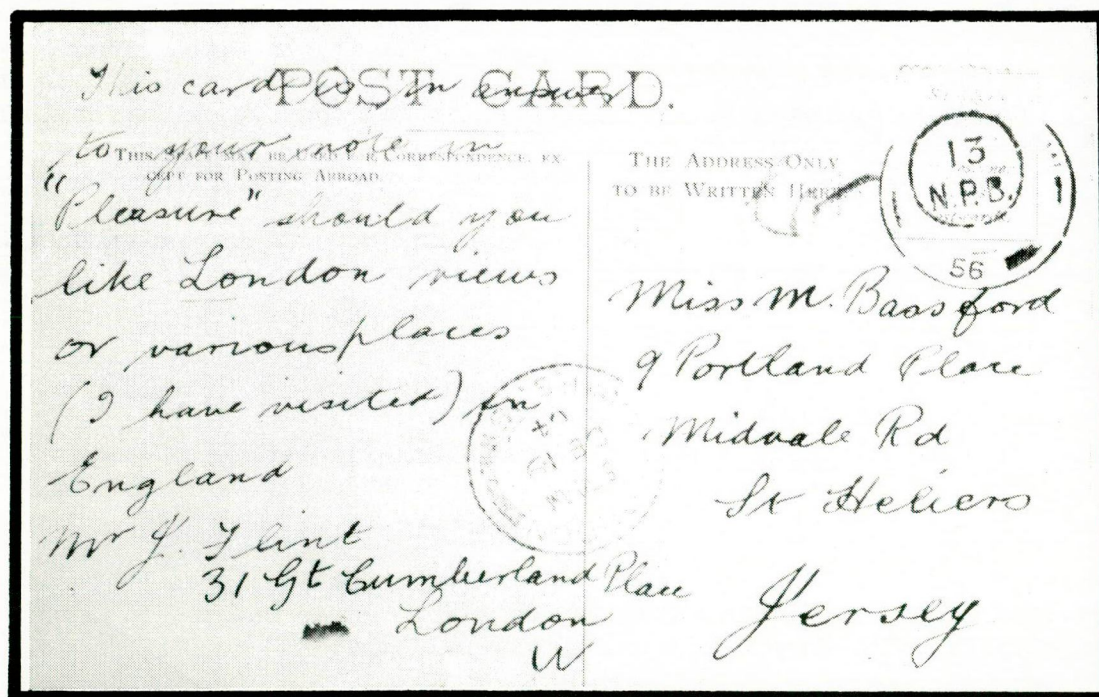 POST CARD.
This card is in answer
to your note in
"Pleasure" should you
like London views
or various places
(I have visited) in
England
Mr J. Flint
31 Gt Cumberland Place
London
W
THIS SPACE MAY BE USED FOR CORRESPONDENCE, EX-
CEPT FOR POSTING ABROAD.
THE ADDRESS ONLY
TO BE WRITTEN HERE
13
N.P.B.
56
Miss M. Bassford
9 Portland Place
Midvale Rd
St Heliers
Jersey